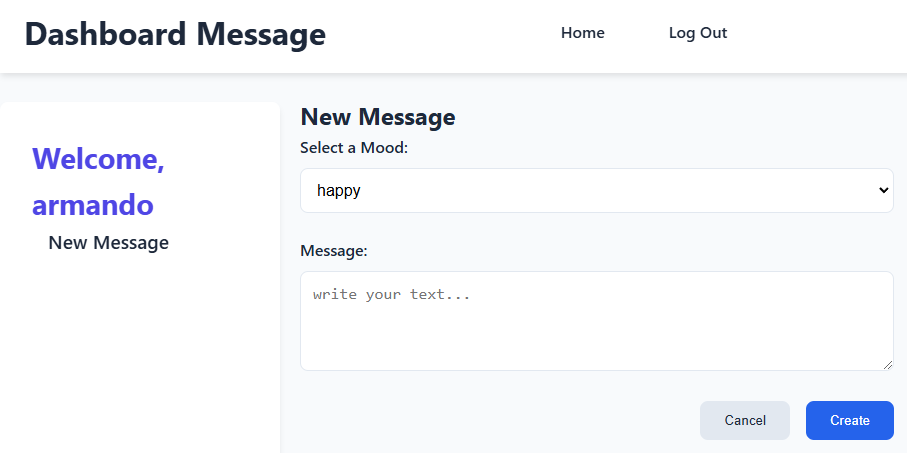 Dashboard Message
Home
Log Out
Welcome,
armando
New Message
New Message
Select a Mood:
happy
Message:
write your text...
Cancel
Create